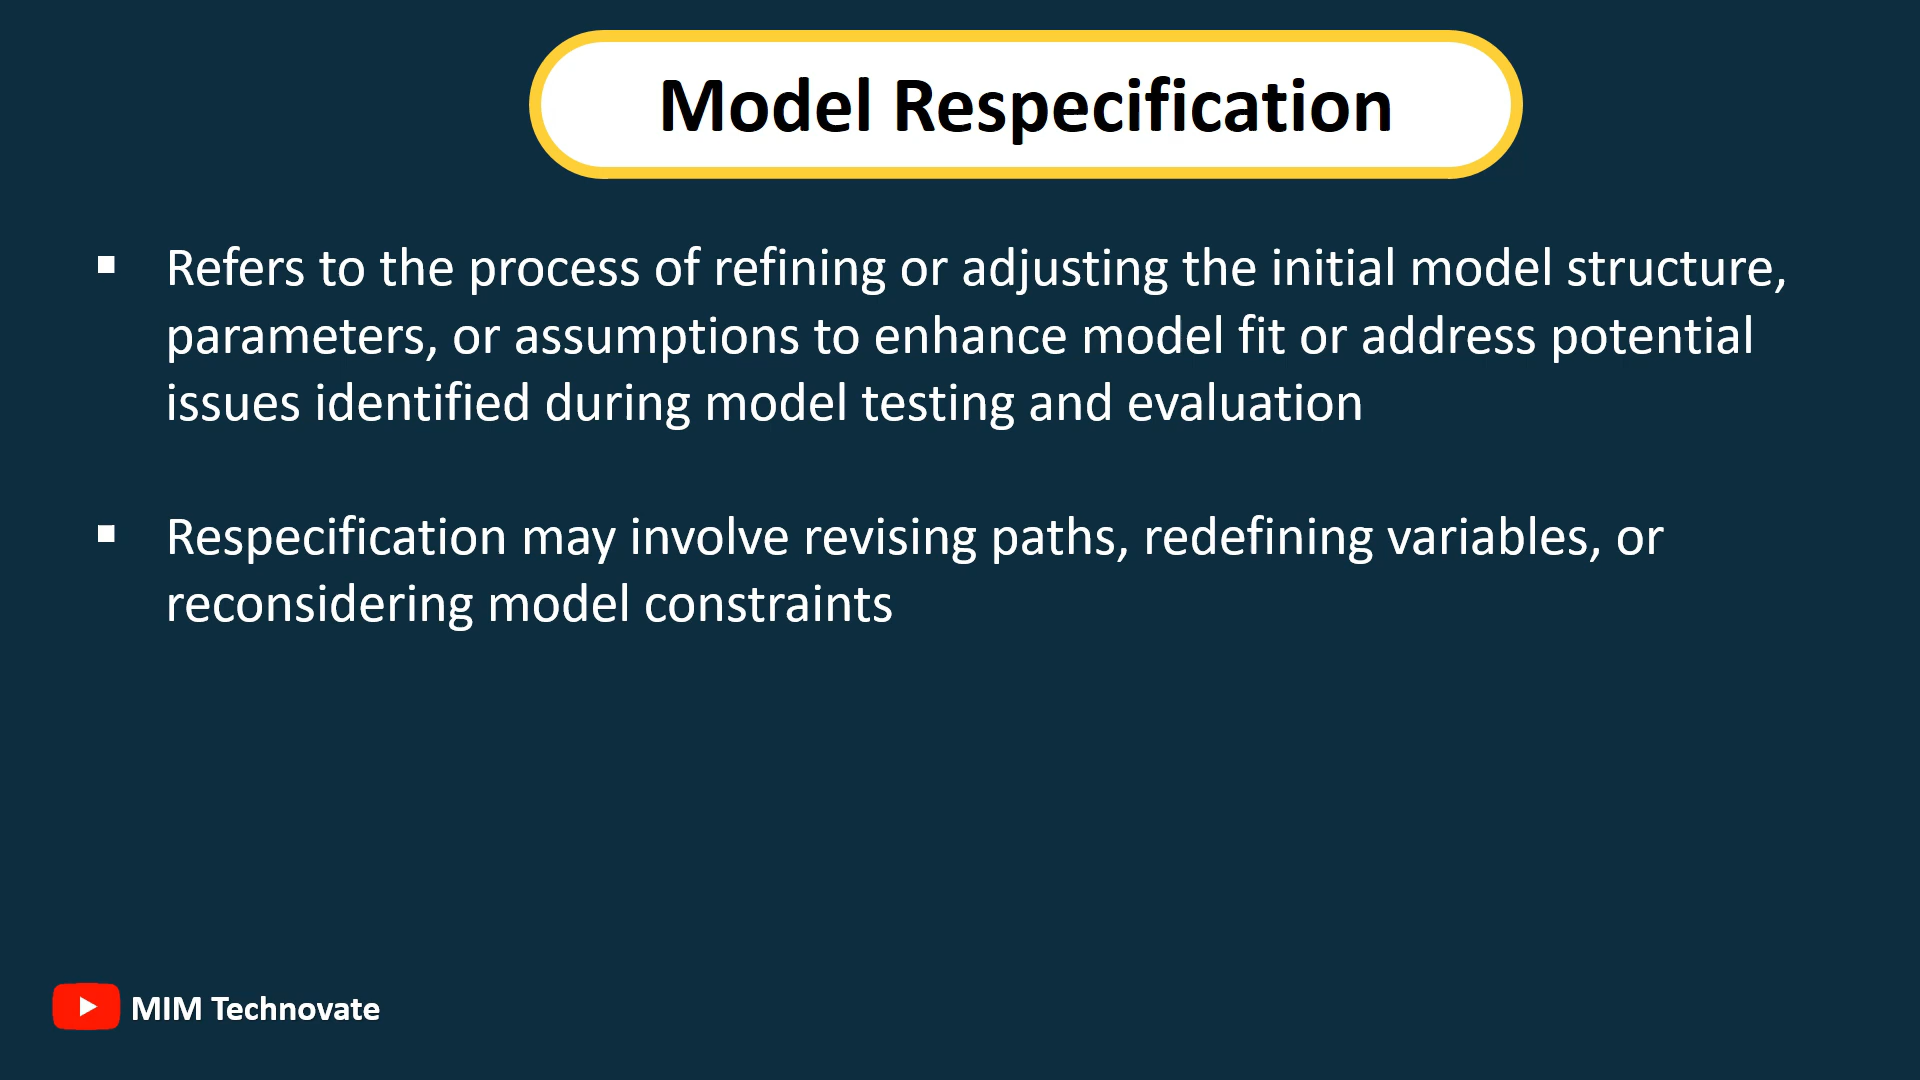 Model Respecification
▪ Refers to the process of refining or adjusting the initial model structure,
parameters, or assumptions to enhance model fit or address potential
issues identified during model testing and evaluation
▪ Respecification may involve revising paths, redefining variables, or
reconsidering model constraints
MIM Technovate